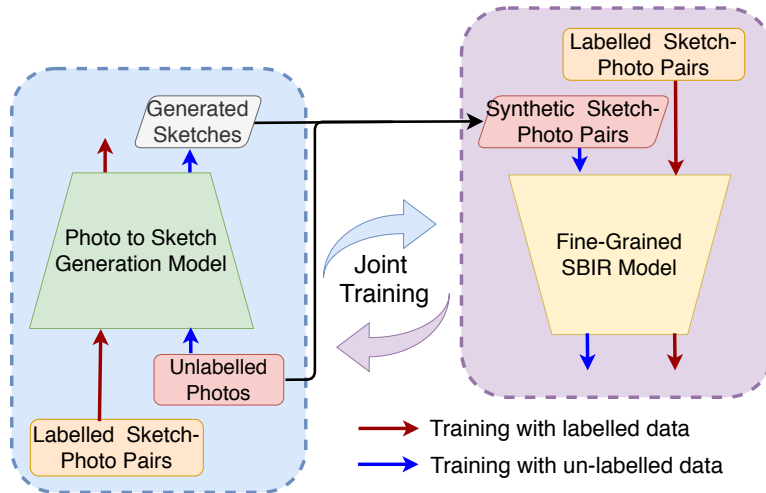 Generated
Sketches
Photo to Sketch
Generation Model
Unlabelled
Photos
Labelled Sketch-
Photo Pairs
Joint
Training
Labelled Sketch-
Photo Pairs
Synthetic Sketch-
Photo Pairs
Fine-Grained
SBIR Model
Training with labelled data
Training with un-labelled data